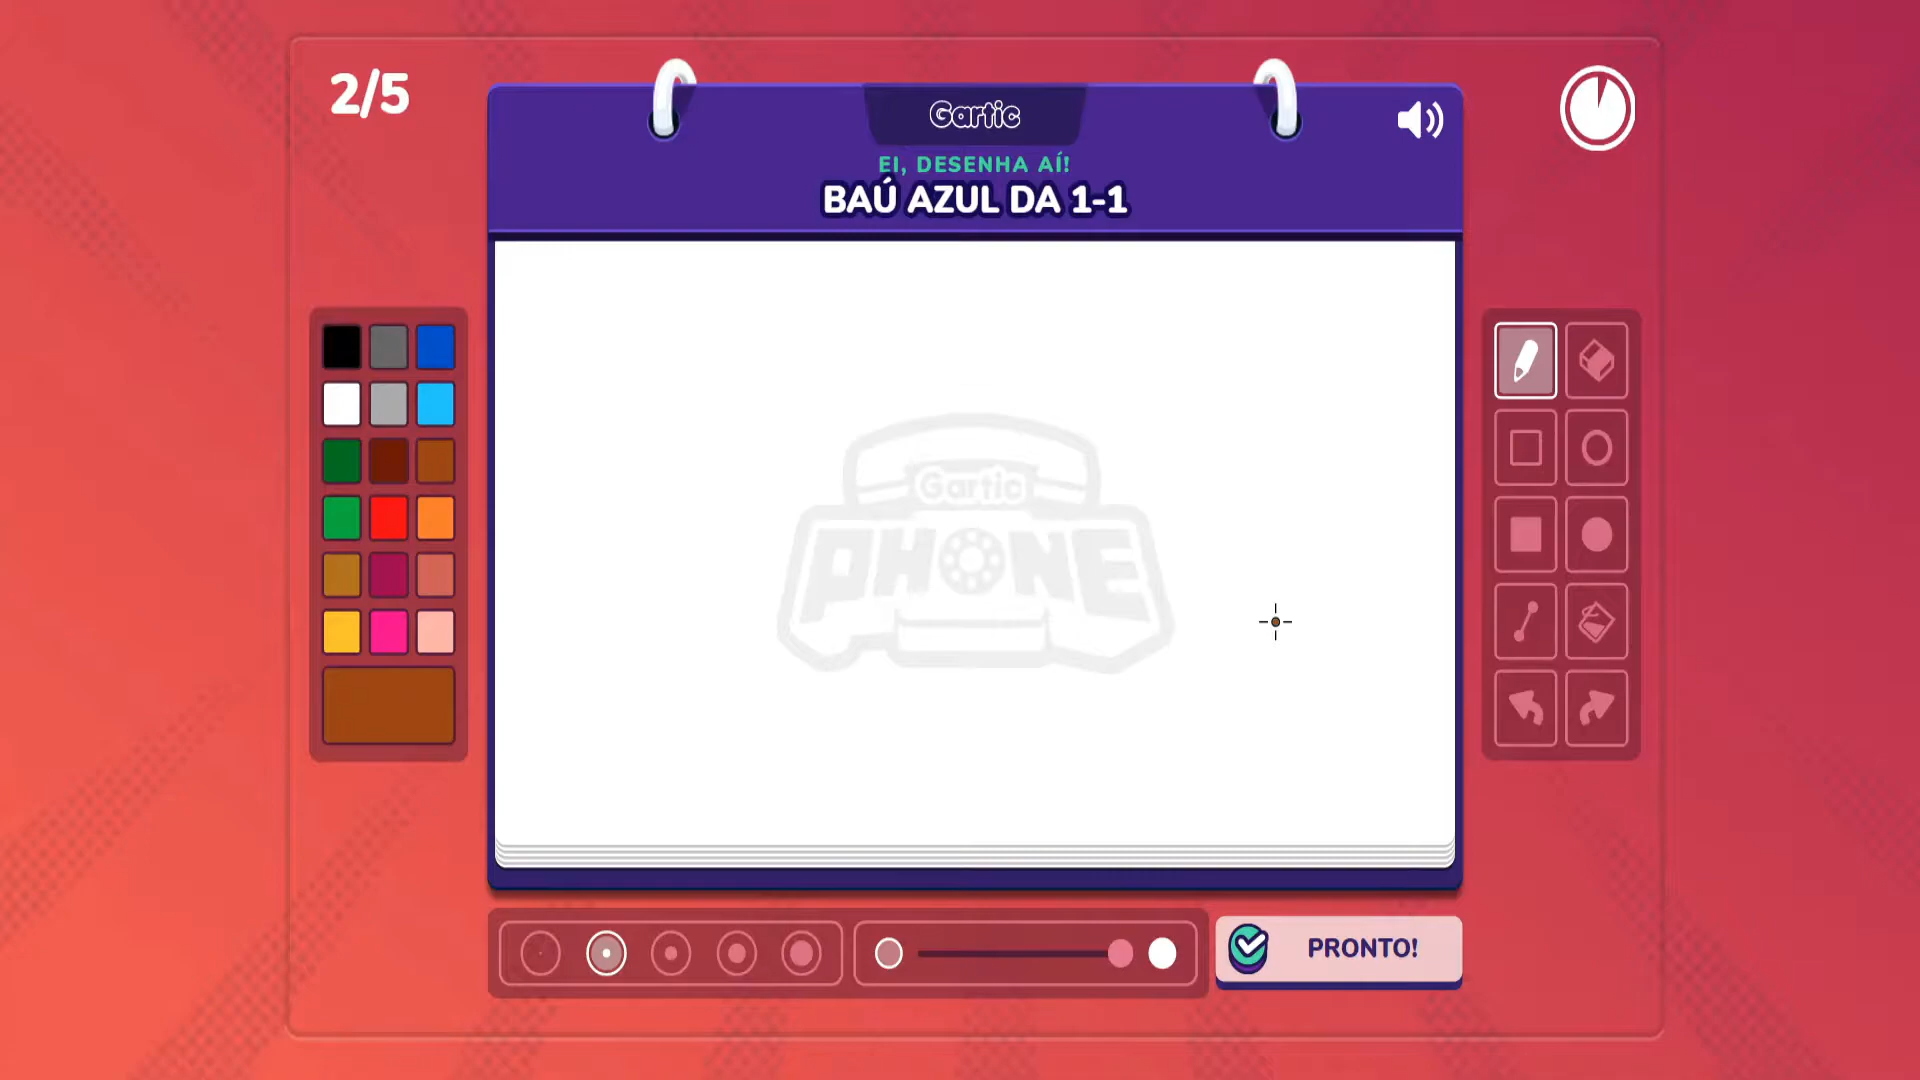 2/5
Gartic
EI, DESENHA AÍ!
BAÚ AZUL DA 1-1
Gartic
PHONE
PRONTO!